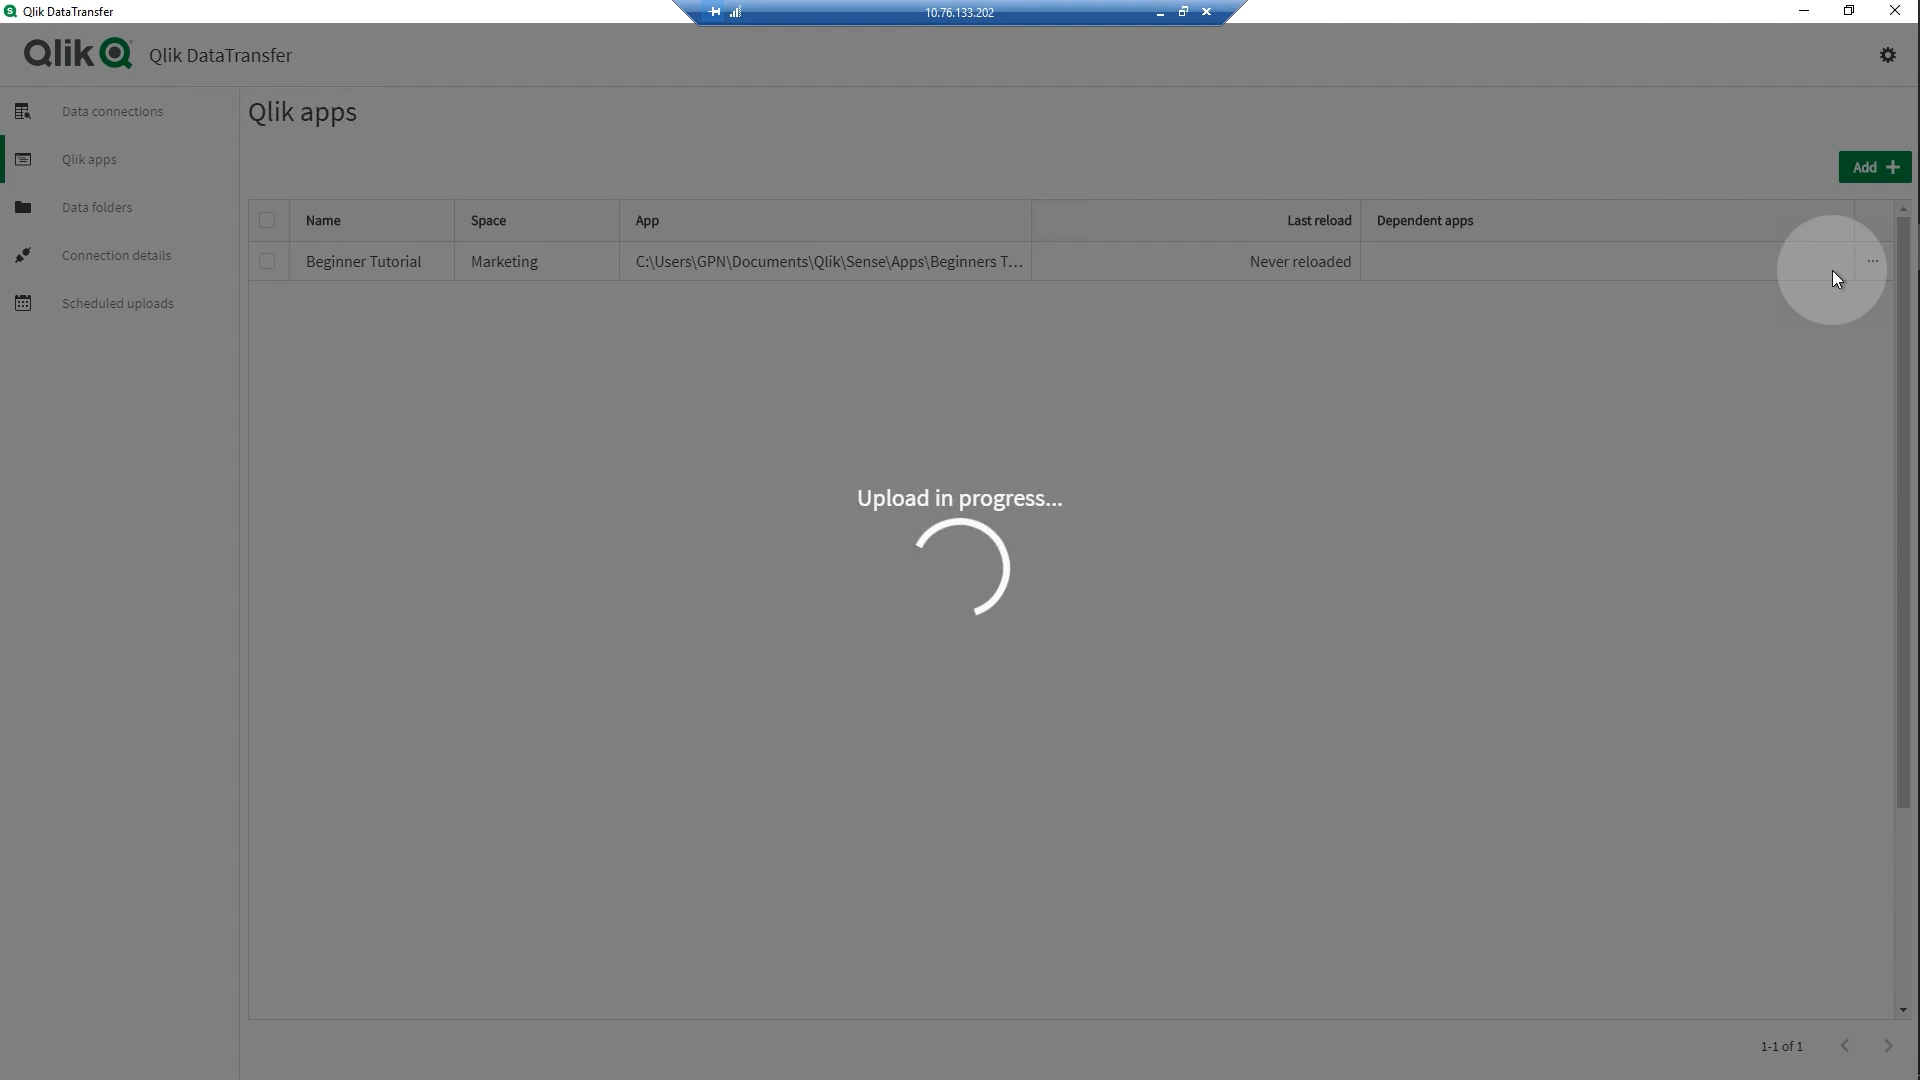 Qlik DataTransfer
10.76.133.202
Qlik Qlik DataTransfer
Data connections
Qlik apps
Data folders
Connection details
Scheduled uploads
Qlik apps
Add +
Name Space App Last reload Dependent apps
Beginner Tutorial Marketing C:\Users\GPN\Documents\Qlik\Sense\Apps\Beginners T... Never reloaded ...
Upload in progress...
1-1 of 1